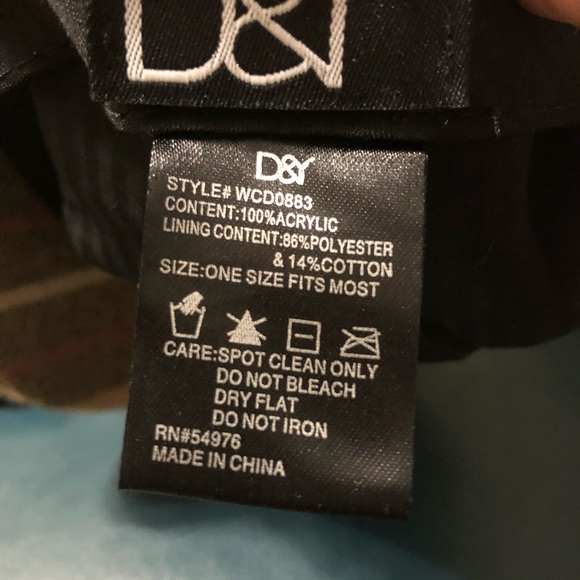 D&Y
D&Y
STYLE# WCD0883
CONTENT:100%ACRYLIC
LINING CONTENT:86%POLYESTER
& 14%COTTON
SIZE:ONE SIZE FITS MOST
CARE:SPOT CLEAN ONLY
DO NOT BLEACH
DRY FLAT
DO NOT IRON
RN#54976
MADE IN CHINA